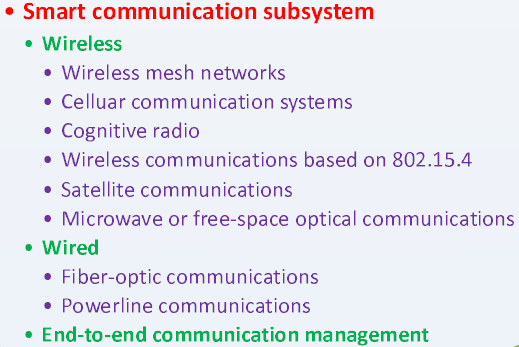 • Smart communication subsystem
• Wireless
• Wireless mesh networks
• Celluar communication systems
• Cognitive radio
• Wireless communications based on 802.15.4
• Satellite communications
• Microwave or free-space optical communications
• Wired
• Fiber-optic communications
• Powerline communications
• End-to-end communication management